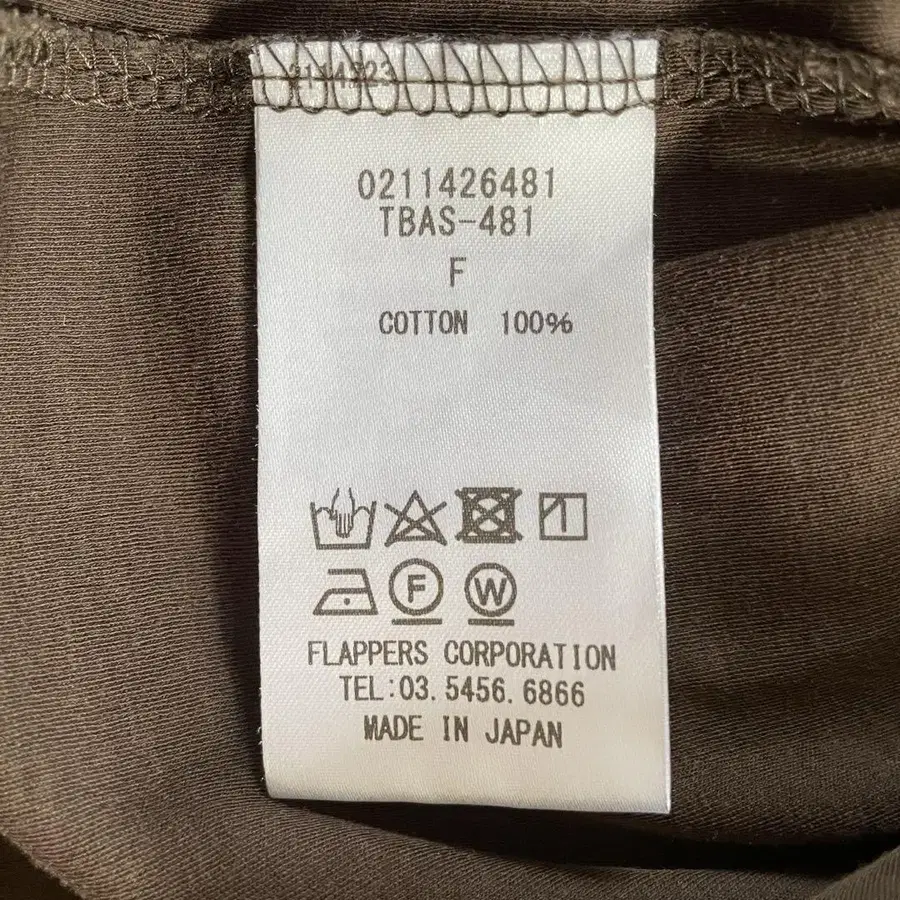 0211426481
TBAS-481
F
COTTON 100%
F W
FLAPPERS CORPORATION
TEL:03.5456.6866
MADE IN JAPAN